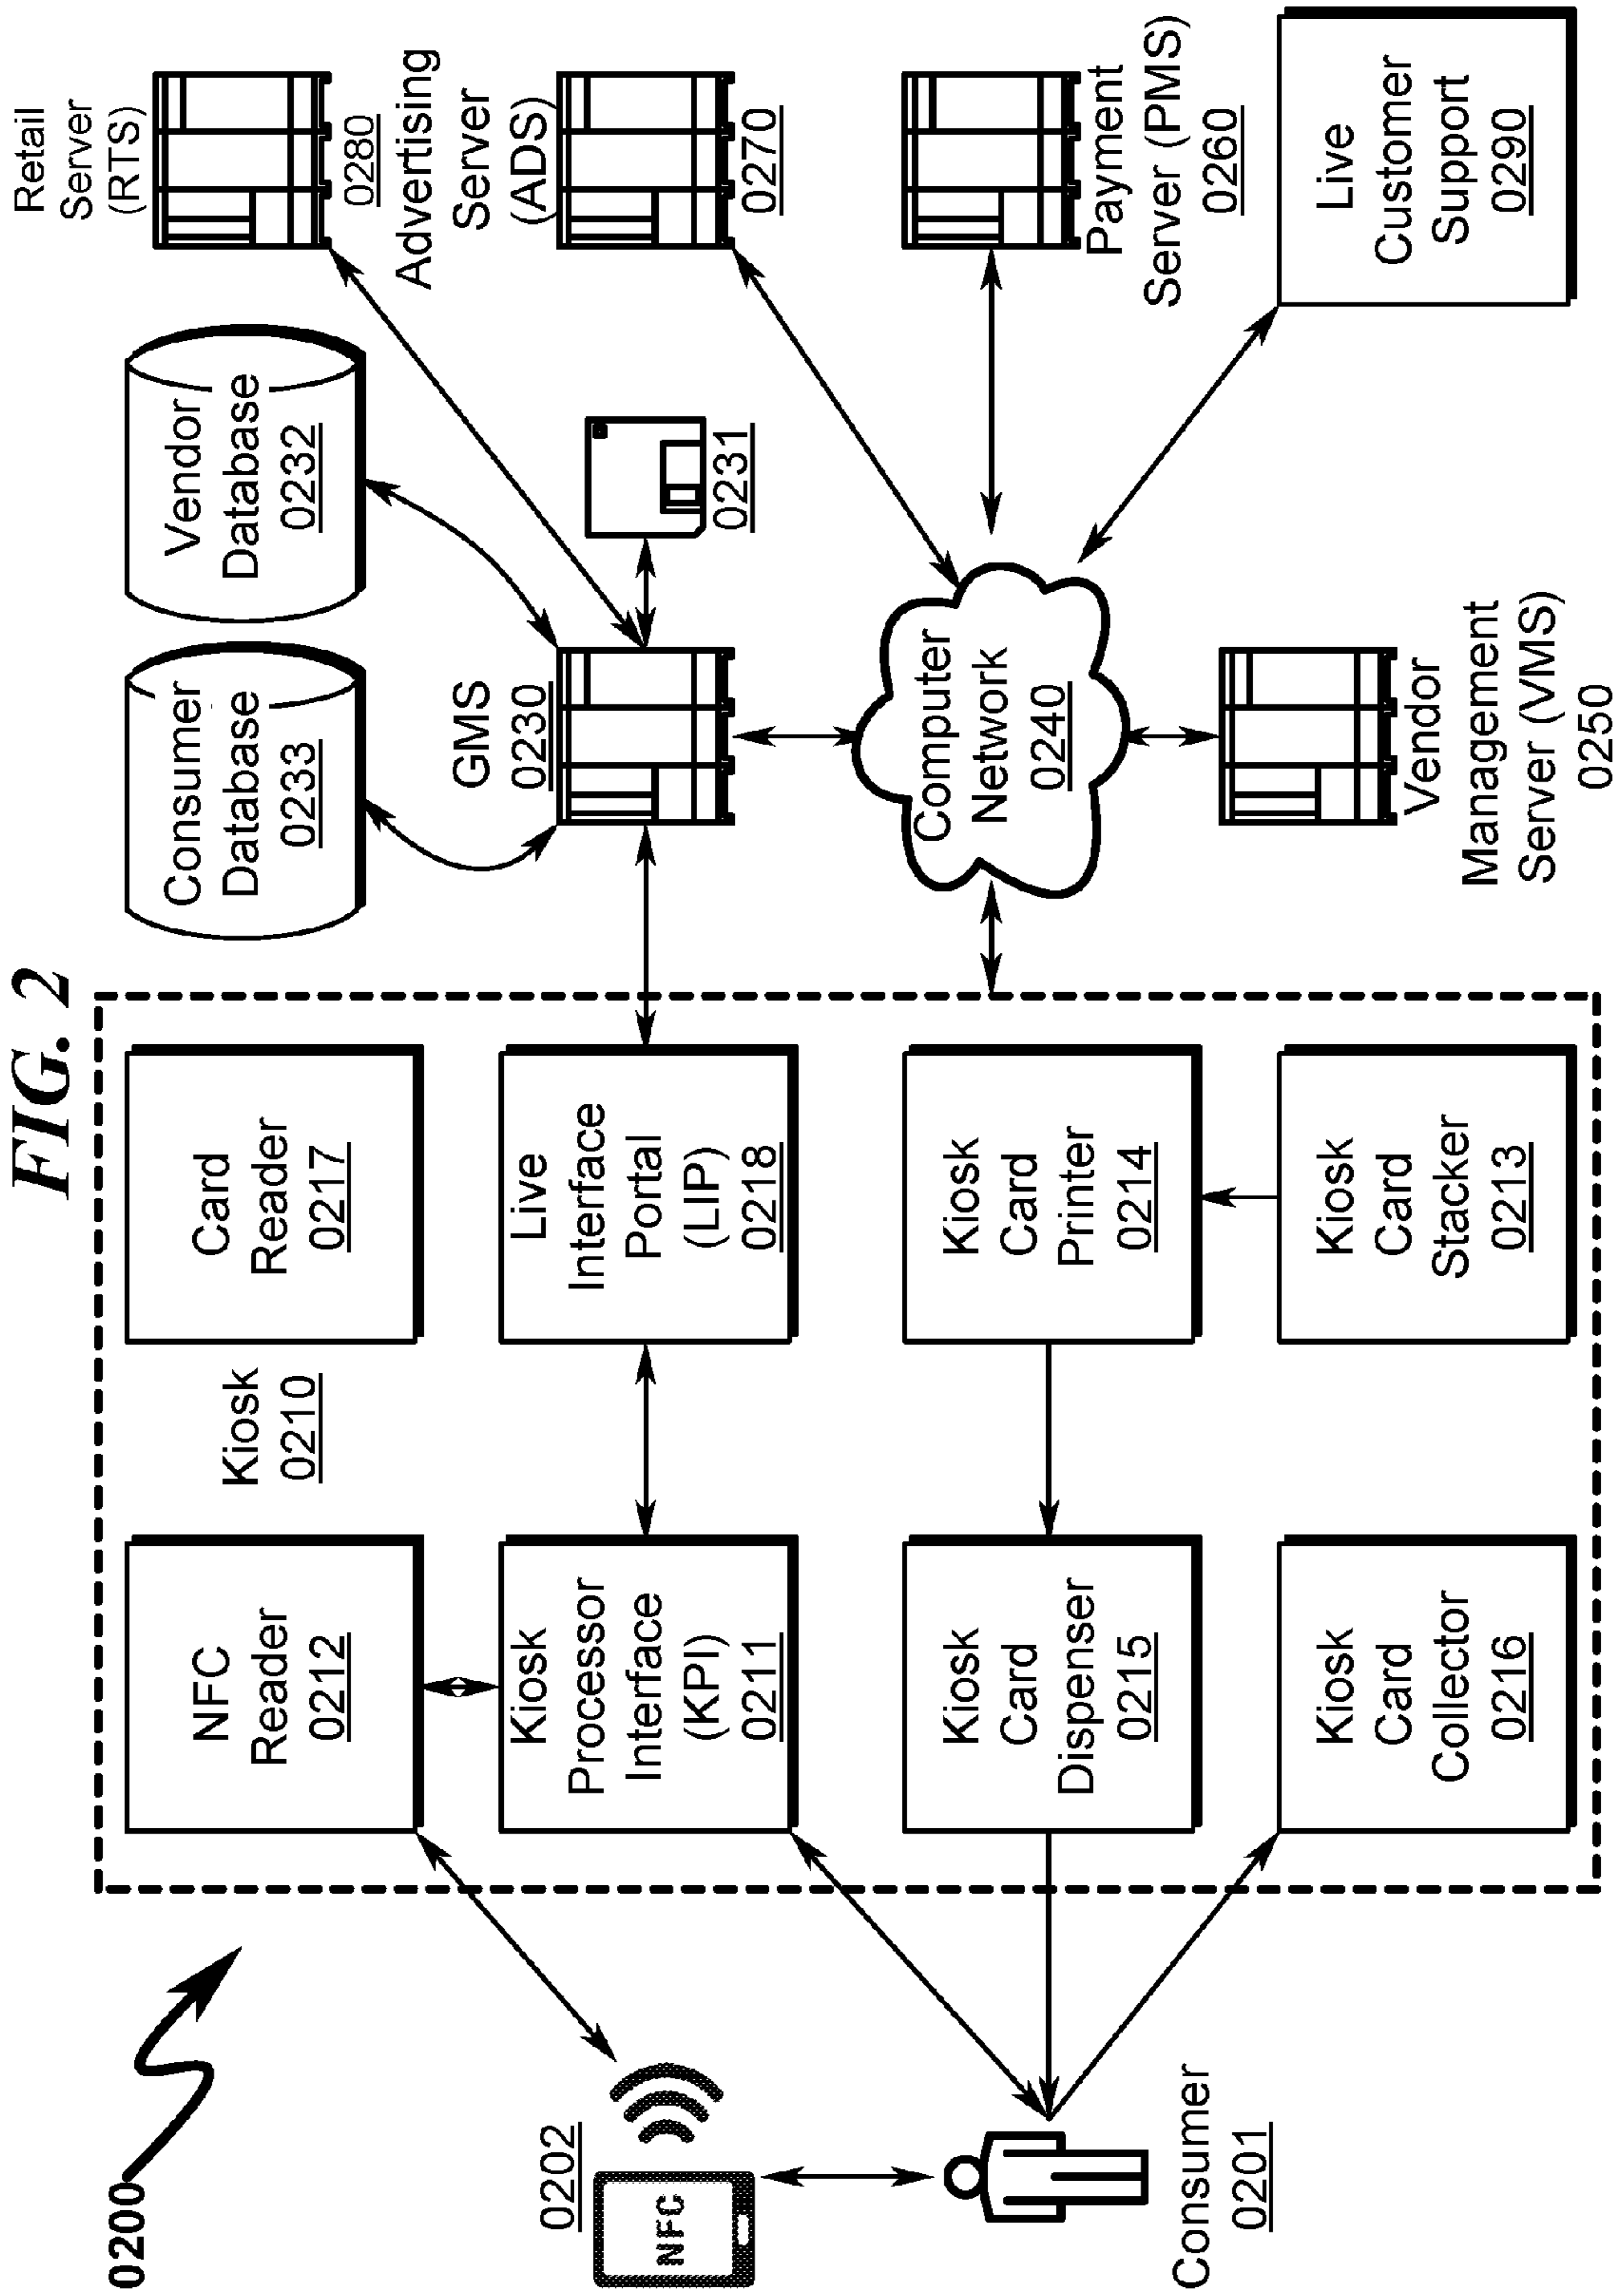 FIG. 2
0200
0202
NFC
Consumer
0201
NFC
Reader
0212
Kiosk
0210
Card
Reader
0217
Kiosk
Processor
Interface
(KPI)
0211
Live
Interface
Portal
(LIP)
0218
Kiosk
Card
Dispenser
0215
Kiosk
Card
Printer
0214
Kiosk
Card
Collector
0216
Kiosk
Card
Stacker
0213
Consumer
Database
0233
Vendor
Database
0232
Retail
Server
(RTS)
0280
GMS
0230
0231
Advertising
Server
(ADS)
0270
Computer
Network
0240
Payment
Server (PMS)
0260
Vendor
Management
Server (VMS)
0250
Live
Customer
Support
0290